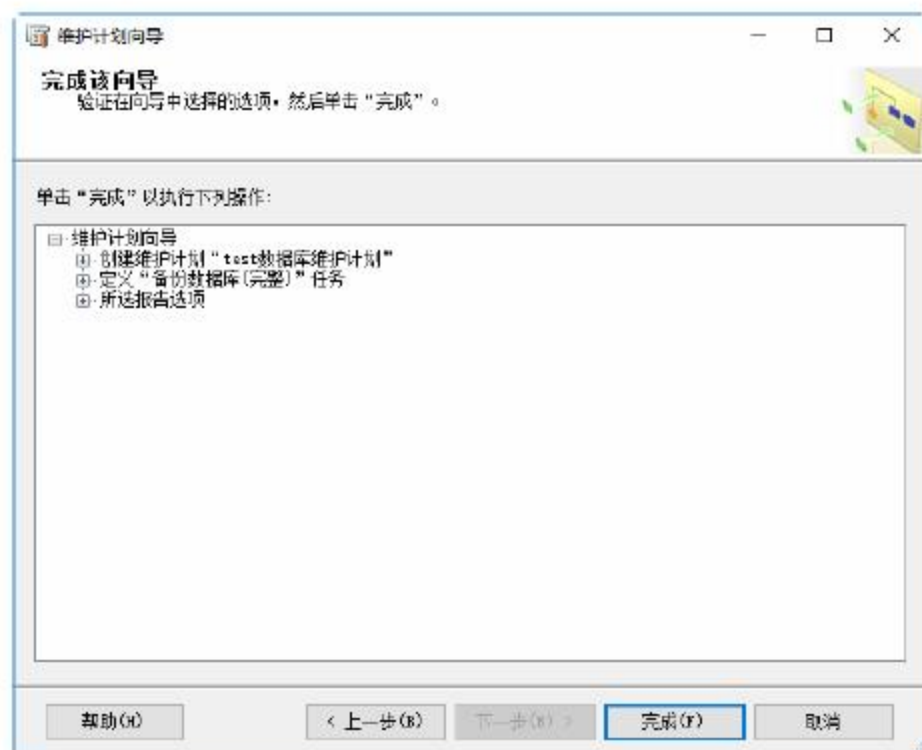 维护计划向导
完成该向导
验证在向导中选择的选项，然后单击“完成”。
单击“完成”以执行下列操作:
维护计划向导
创建维护计划“test数据库维护计划”
定义“备份数据库(完整)”任务
所选报告选项
帮助(H)
< 上一步(B)
下一步(N) >
完成(F)
取消